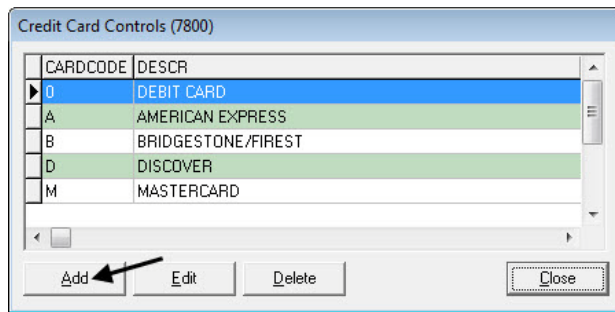 Credit Card Controls (7800)
CARDCODE DESCR
0 DEBIT CARD
A AMERICAN EXPRESS
B BRIDGESTONE/FIREST
D DISCOVER
M MASTERCARD
Add Edit Delete Close